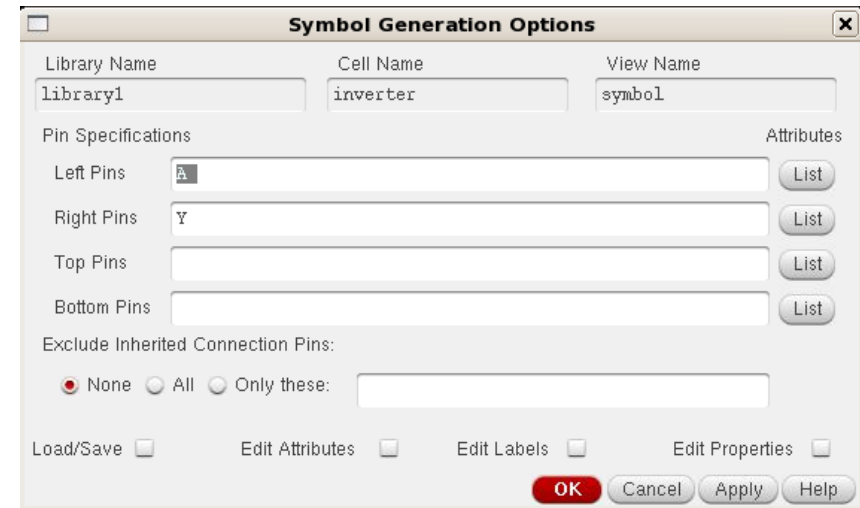 Symbol Generation Options
Library Name Cell Name View Name
library1 inverter symbol
Pin Specifications Attributes
Left Pins A List
Right Pins Y List
Top Pins List
Bottom Pins List
Exclude Inherited Connection Pins:
None All Only these:
Load/Save Edit Attributes Edit Labels Edit Properties
OK Cancel Apply Help